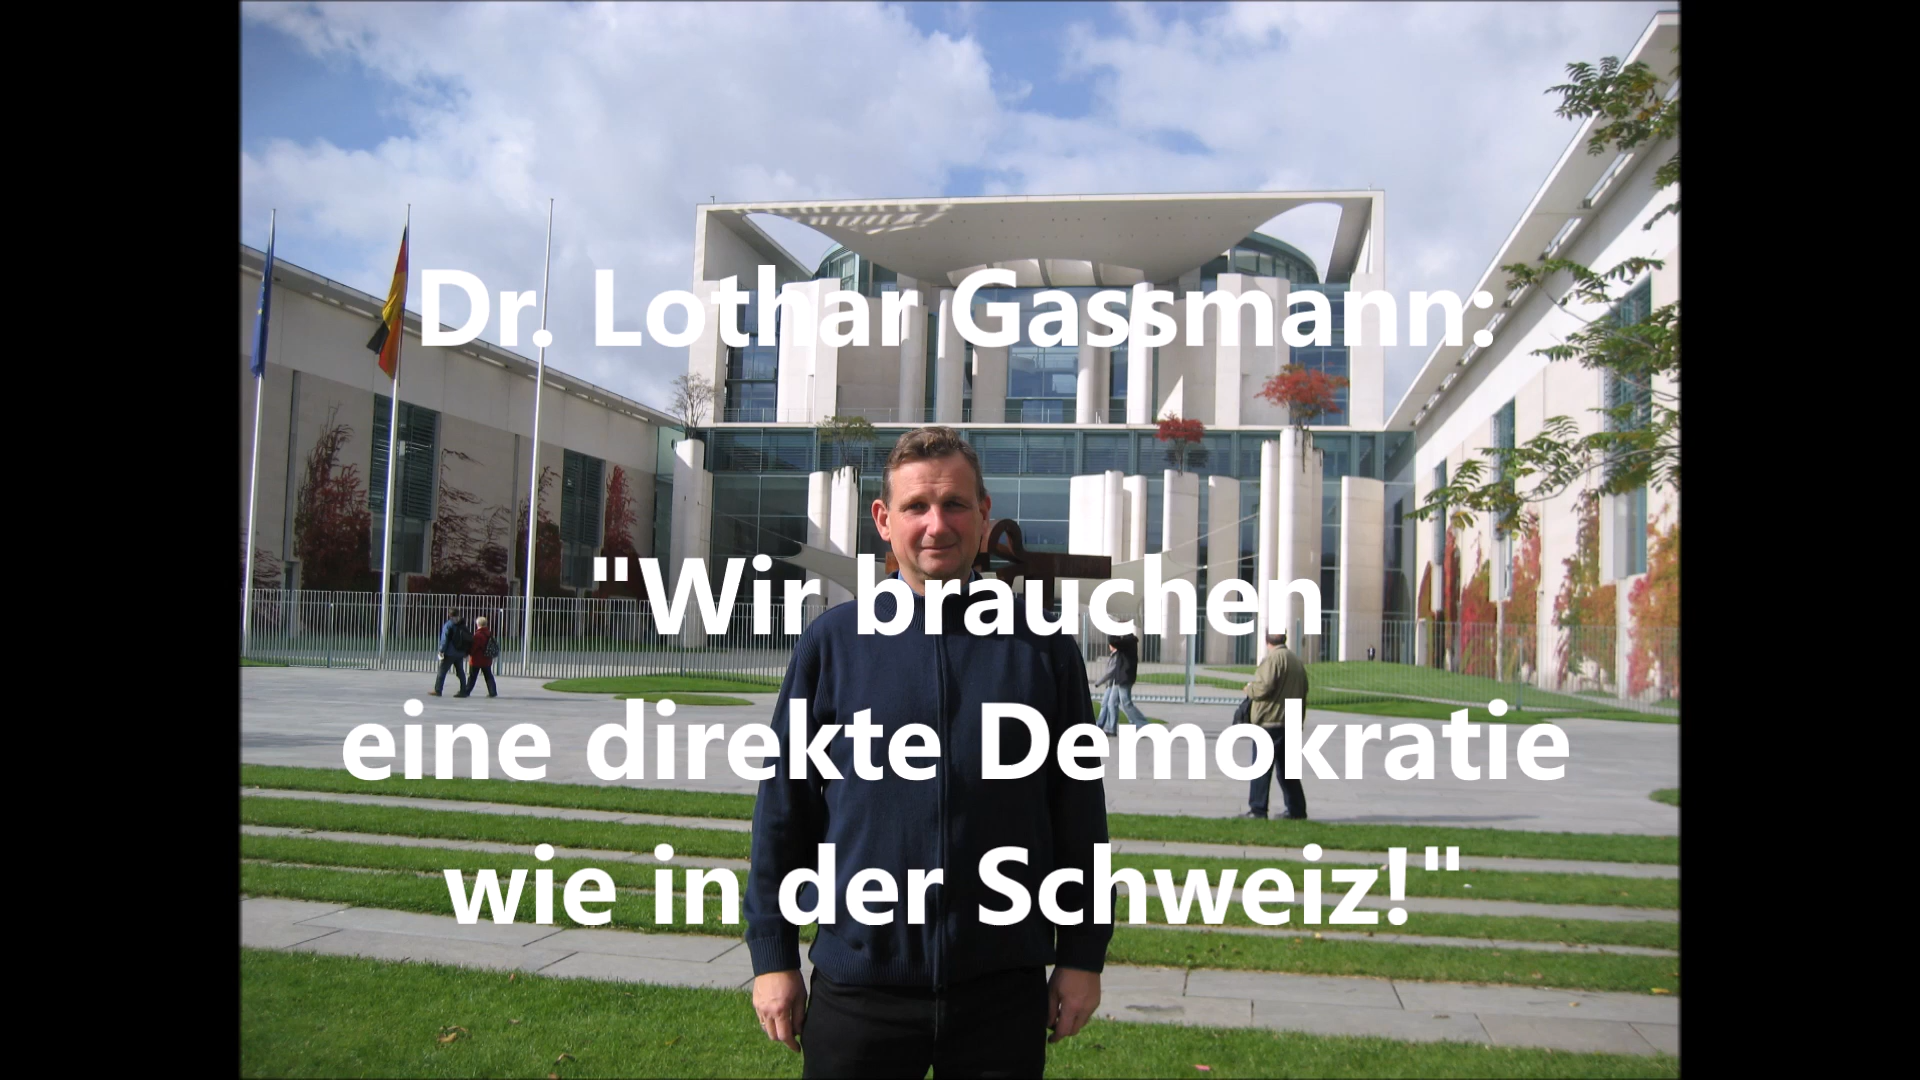 Dr. Lothar Gassmann:
"Wir brauchen
eine direkte Demokratie
wie in der Schweiz!"